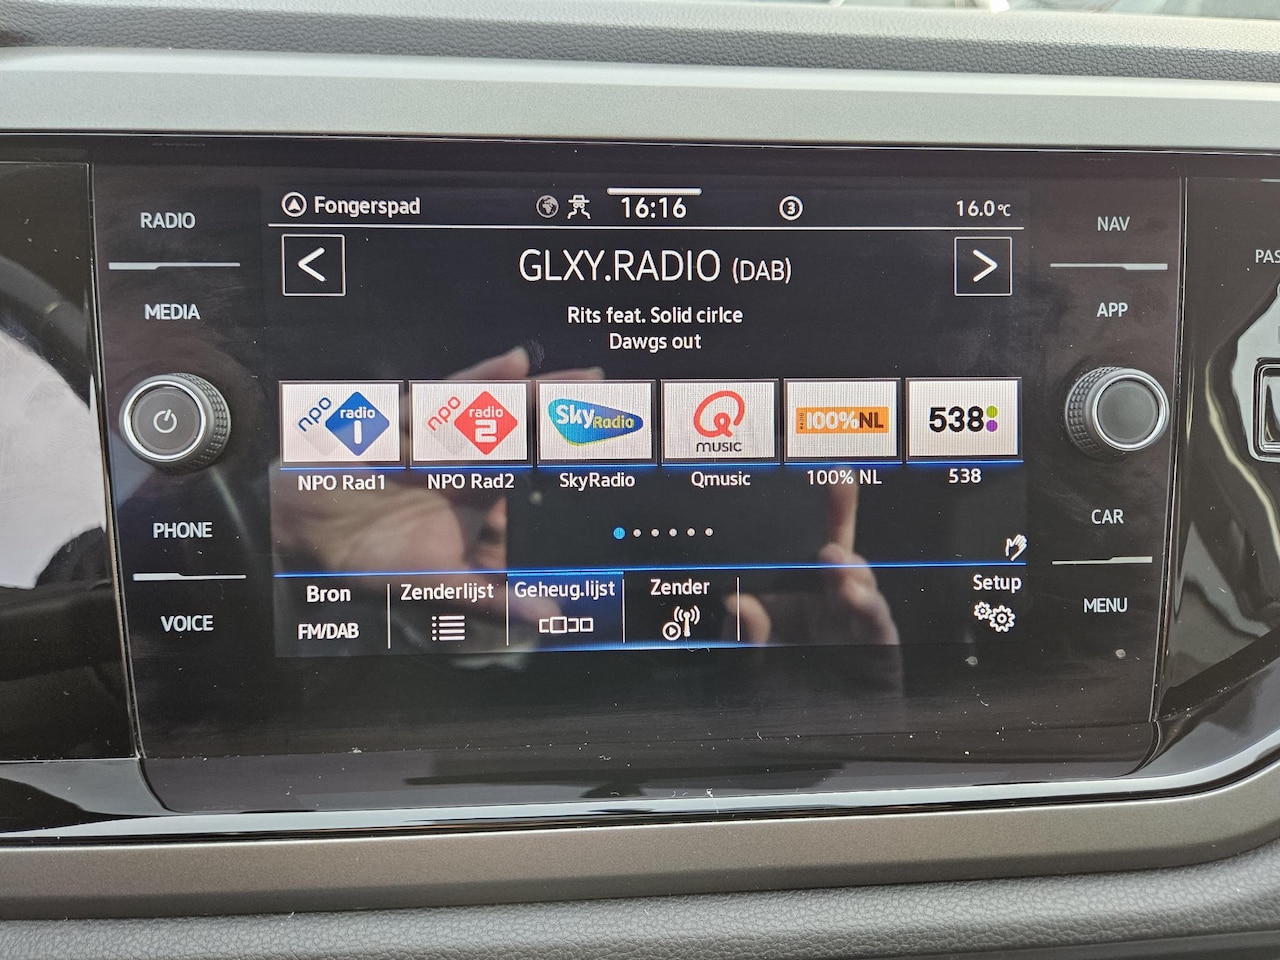 RADIO
MEDIA
PHONE
VOICE
Fongerspad
16:16
3
16.0°C
GLXY.RADIO (DAB)
Rits feat. Solid cirlce
Dawgs out
npo radio 1
npo radio 2
Sky Radio
Q MUSIC
RADIO 100%NL
538
NPO Rad1
NPO Rad2
SkyRadio
Qmusic
100% NL
538
Bron
FM/DAB
Zenderlijst
Geheug.lijst
Zender
Setup
NAV
APP
CAR
MENU
PAS